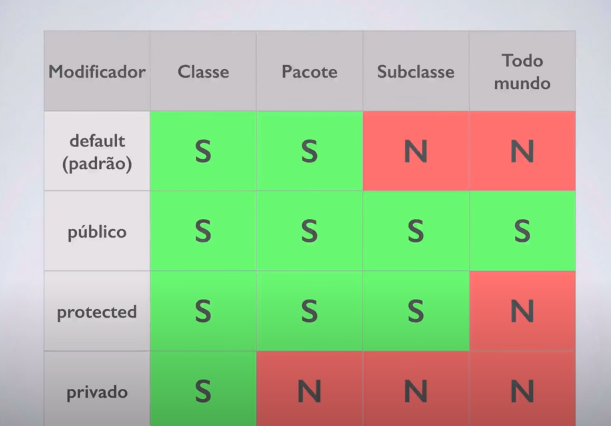 Modificador Classe Pacote Subclasse Todo mundo
default (padrão) S S N N
público S S S S
protected S S S N
privado S N N N